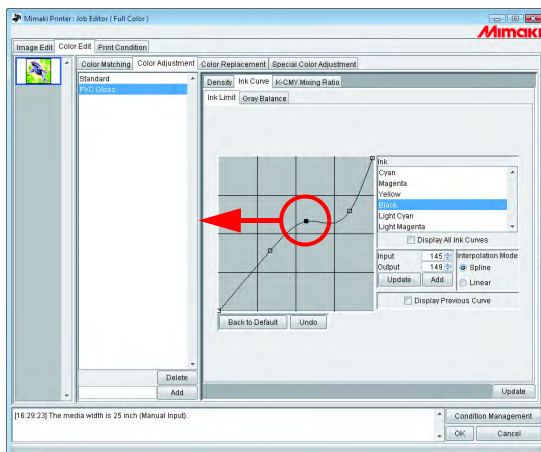 Mimaki Printer : Job Editor ( Full Color )
Mimaki
Image Edit Color Edit Print Condition
Color Matching Color Adjustment Color Replacement Special Color Adjustment
Standard
PVC Gloss
Density Ink Curve K-CMY Mixing Ratio
Ink Limit Gray Balance
Ink
Cyan
Magenta
Yellow
Black
Light Cyan
Light Magenta
Display All Ink Curves
Input 145 Interpolation Mode
Output 149 Spline
Update Add Linear
Display Previous Curve
Back to Default Undo
Delete
Add
Update
[16:29:23] The media width is 25 inch (Manual Input).
Condition Management
OK Cancel